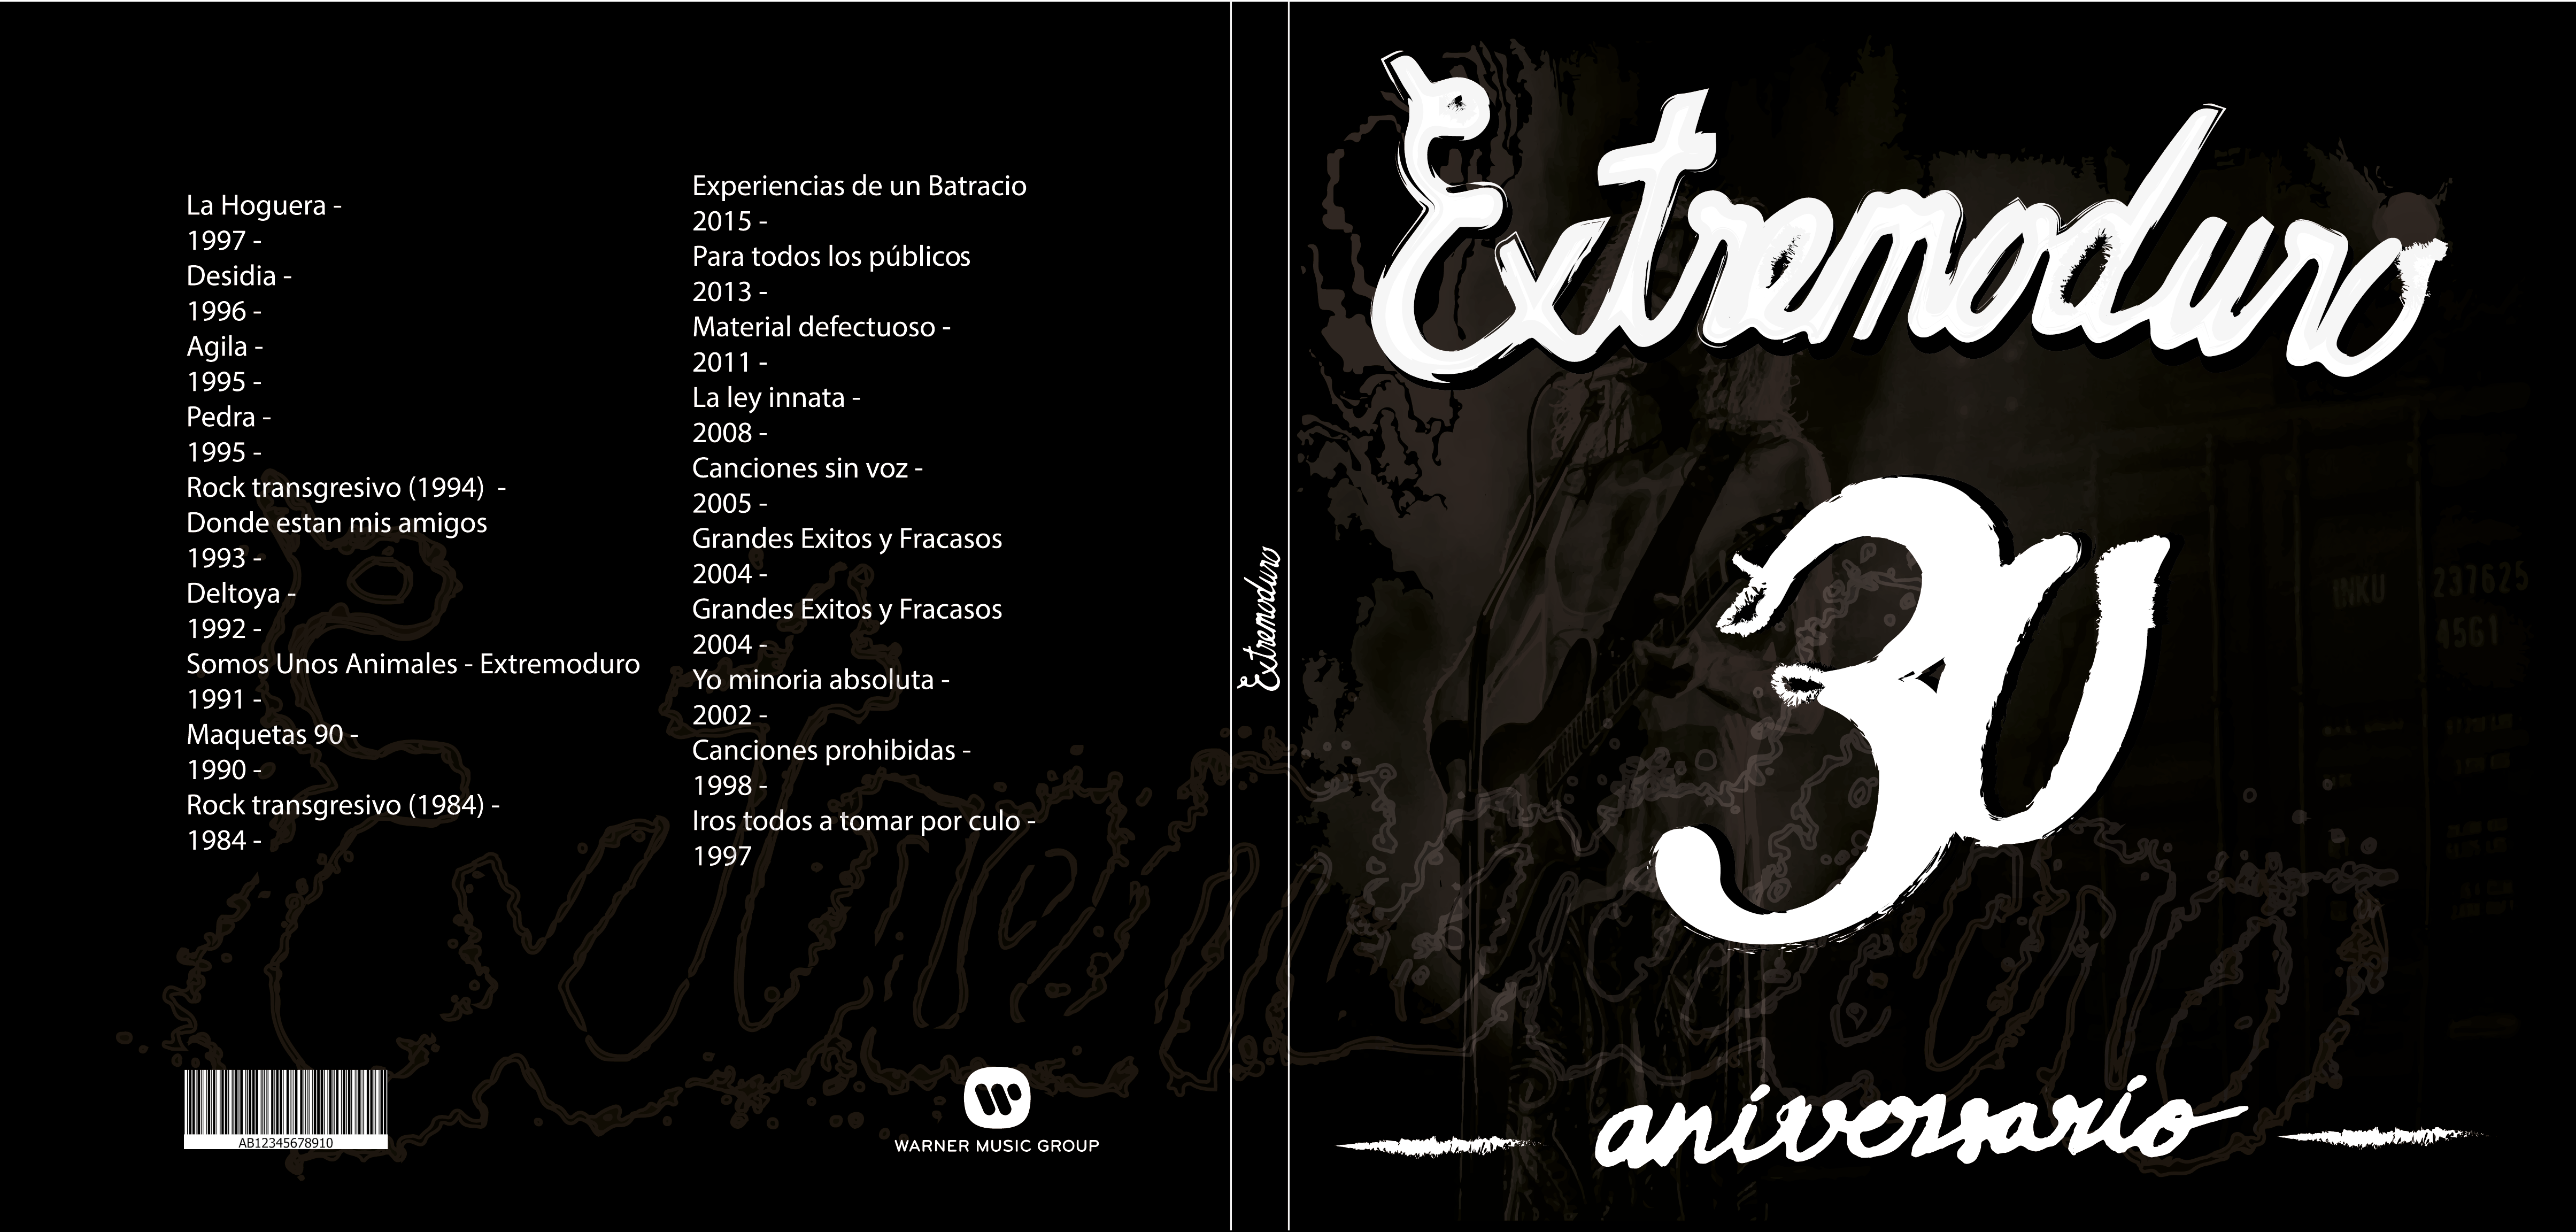 La Hoguera -
1997 -
Desidia -
1996 -
Agila -
1995 -
Pedra -
1995 -
Rock transgresivo (1994)  -
Donde estan mis amigos
1993 -
Deltoya -
1992 -
Somos Unos Animales - Extremoduro
1991 -
Maquetas 90 -
1990 -
Rock transgresivo (1984) -
1984 -
Experiencias de un Batracio
2015 -
Para todos los públicos
2013 -
Material defectuoso -
2011 -
La ley innata -
2008 -
Canciones sin voz -
2005 -
Grandes Exitos y Fracasos
2004 -
Grandes Exitos y Fracasos
2004 -
Yo minoria absoluta -
2002 -
Canciones prohibidas -
1998 -
Iros todos a tomar por culo -
1997
AB12345678910
WARNER MUSIC GROUP
Extremoduro
Extremoduro
30
aniversario
INKU 237625
45G1
Extremoduro